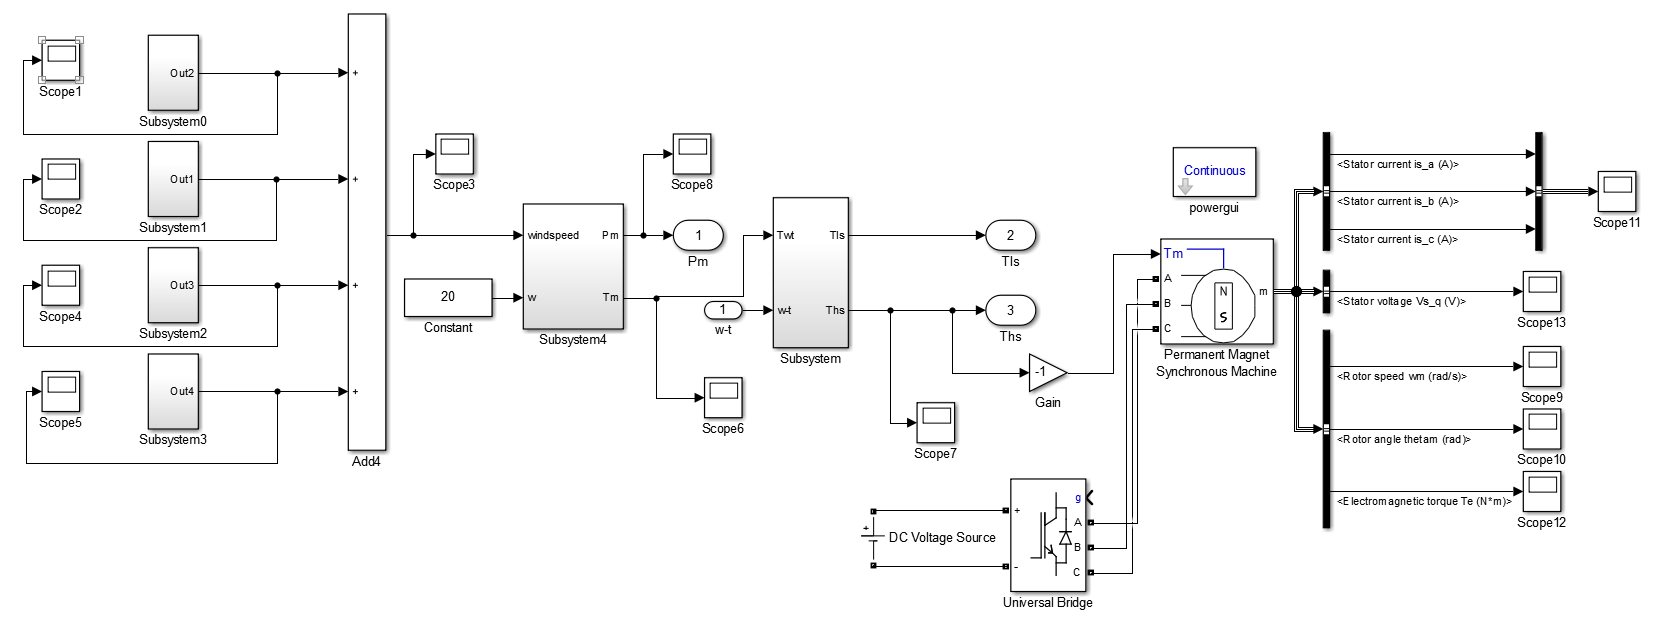 Scope1
Out2
Subsystem0
Scope2
Out1
Subsystem1
Scope4
Out3
Subsystem2
Scope5
Out4
Subsystem3
+
+
+
+
Add4
Scope3
20
Constant
windspeed
w
Pm
Tm
Subsystem4
Scope8
1
Pm
1
w-t
Scope6
Twt
w-t
Tls
Ths
Subsystem
2
Tls
3
Ths
-1
Gain
Scope7
+
DC Voltage Source
+
-
g
A
B
C
Universal Bridge
Continuous
powergui
Tm
A
B
C
N
S
m
Permanent Magnet
Synchronous Machine
<Stator current is_a (A)>
<Stator current is_b (A)>
<Stator current is_c (A)>
Scope11
<Stator voltage Vs_q (V)>
Scope13
<Rotor speed wm (rad/s)>
Scope9
<Rotor angle thetam (rad)>
Scope10
<Electromagnetic torque Te (N*m)>
Scope12